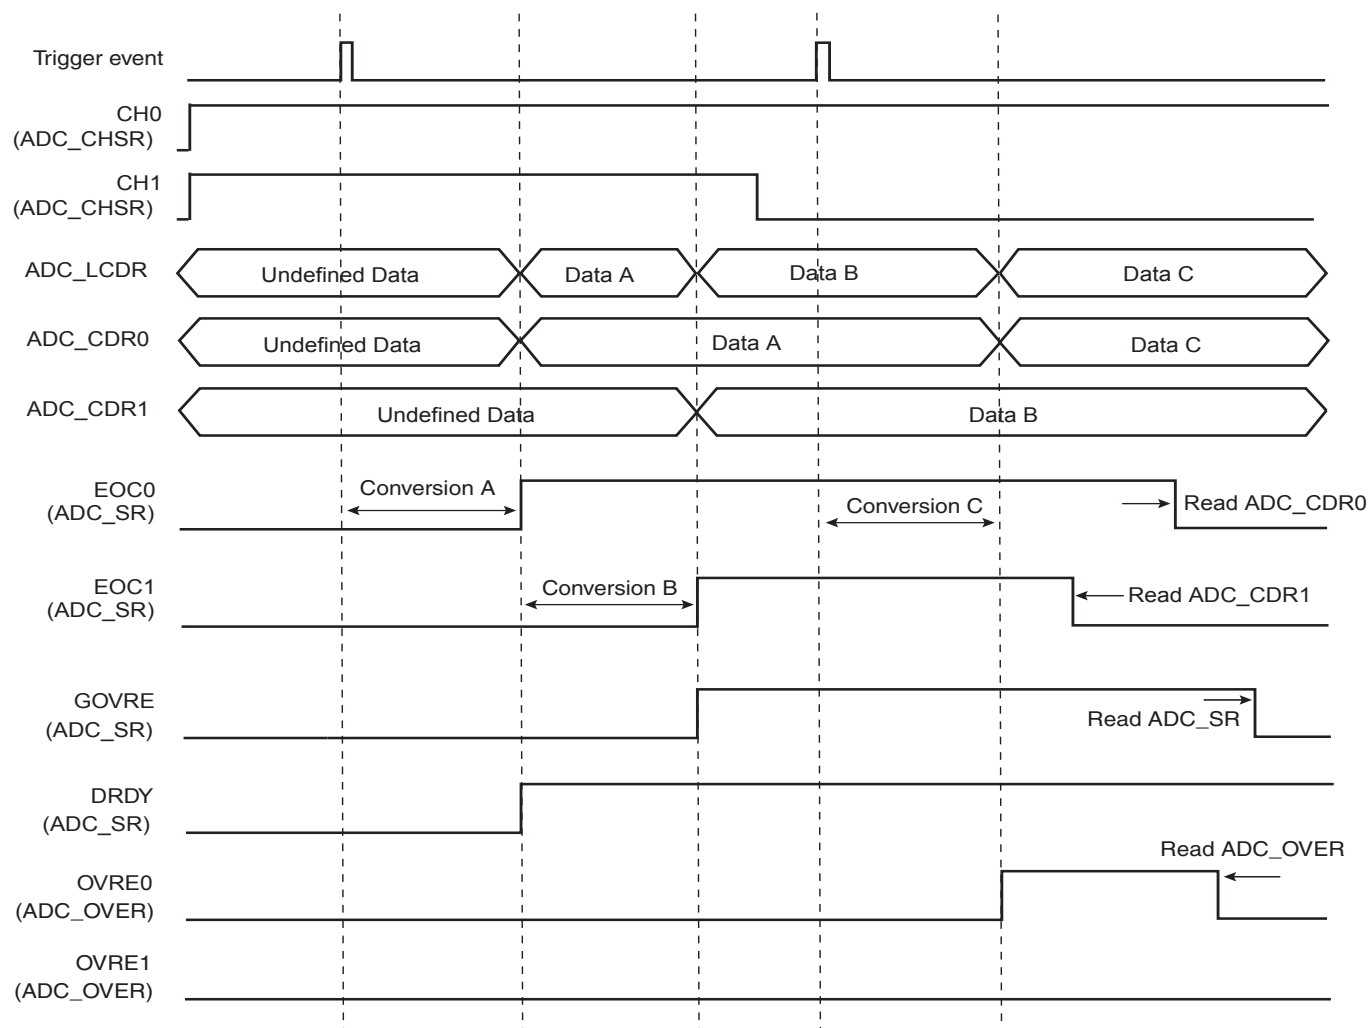 Trigger event
CH0
(ADC_CHSR)
CH1
(ADC_CHSR)
ADC_LCDR
Undefined Data
Data A
Data B
Data C
ADC_CDR0
Undefined Data
Data A
Data C
ADC_CDR1
Undefined Data
Data B
EOC0
(ADC_SR)
Conversion A
Conversion C
Read ADC_CDR0
EOC1
(ADC_SR)
Conversion B
Read ADC_CDR1
GOVRE
(ADC_SR)
Read ADC_SR
DRDY
(ADC_SR)
Read ADC_OVER
OVRE0
(ADC_OVER)
OVRE1
(ADC_OVER)